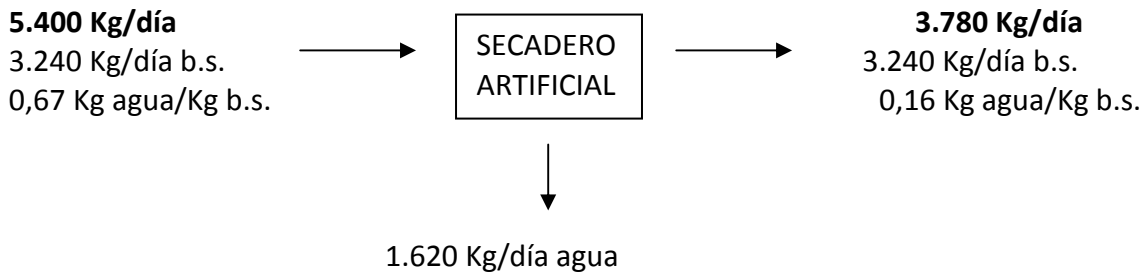 5.400 Kg/día
3.240 Kg/día b.s.
0,67 Kg agua/Kg b.s.
SECADERO
ARTIFICIAL
3.780 Kg/día
3.240 Kg/día b.s.
0,16 Kg agua/Kg b.s.
1.620 Kg/día agua